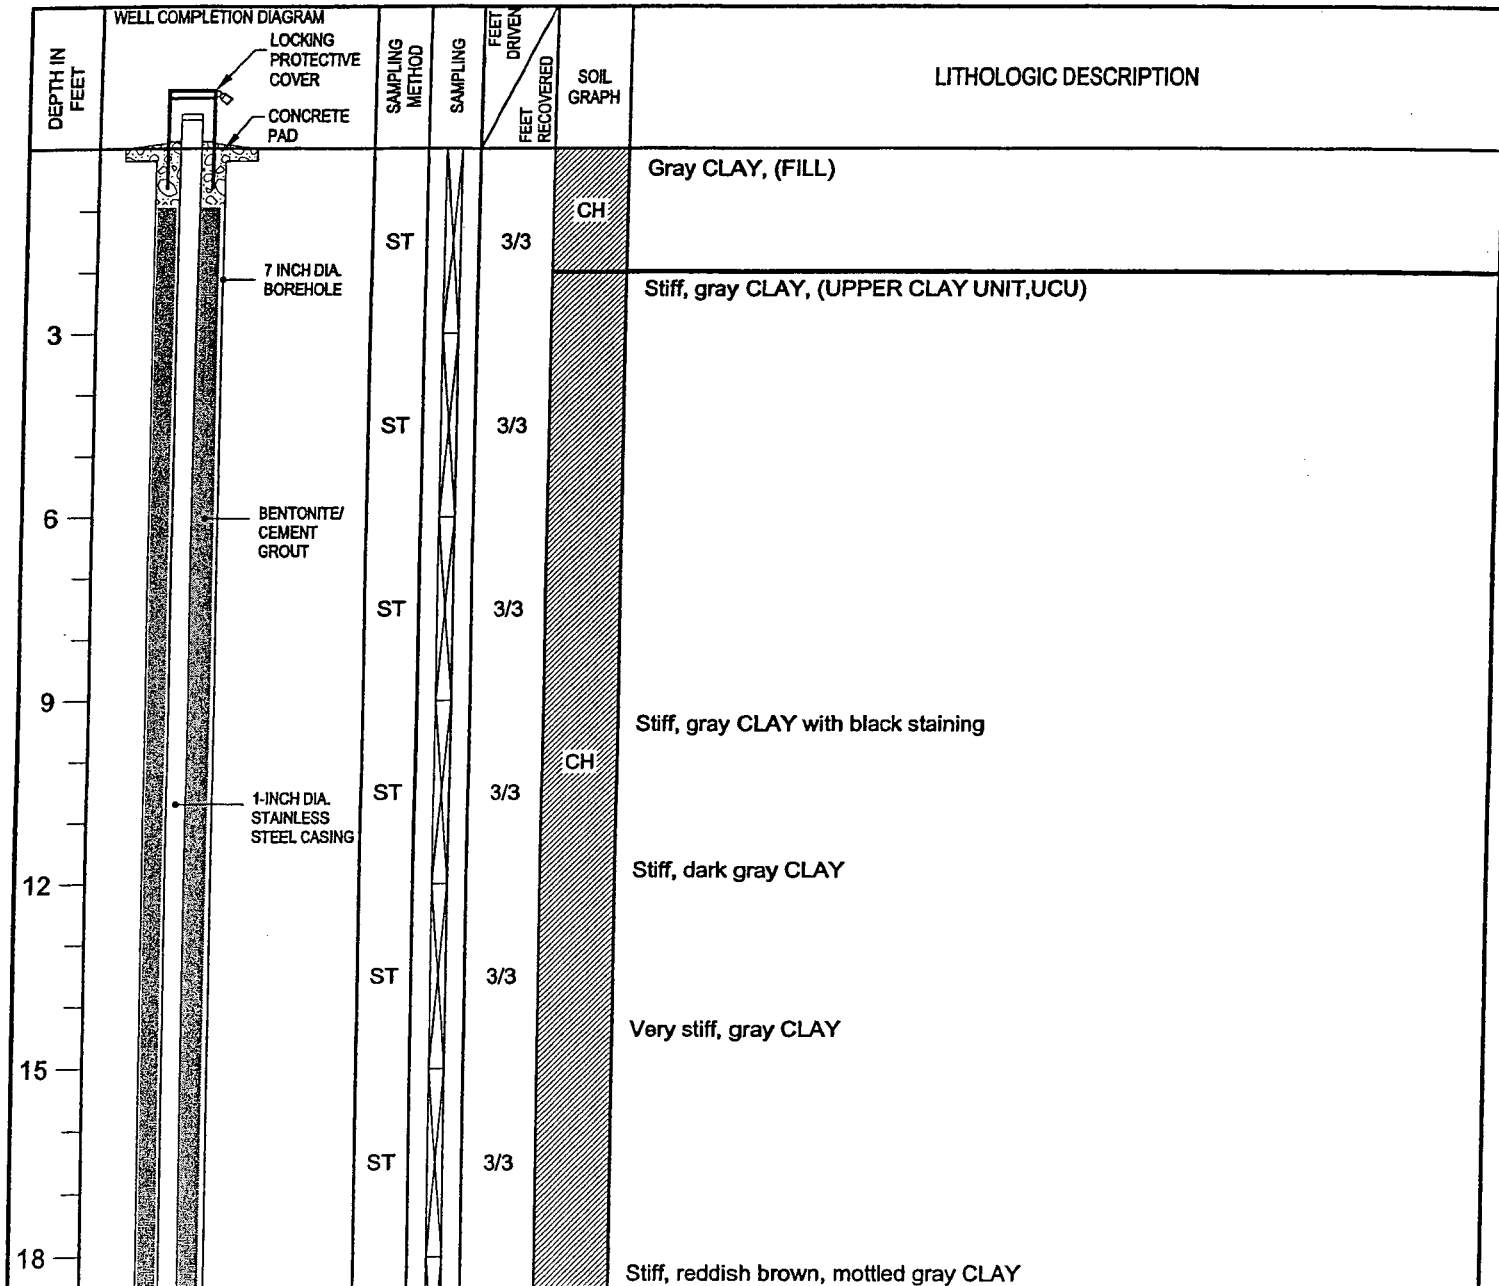 WELL COMPLETION DIAGRAM
DEPTH IN
FEET
LOCKING
PROTECTIVE
COVER
CONCRETE
PAD
SAMPLING
METHOD
SAMPLING
FEET
DRIVEN
FEET
RECOVERED
SOIL
GRAPH
LITHOLOGIC DESCRIPTION
Gray CLAY, (FILL)
CH
ST
3/3
7 INCH DIA.
BOREHOLE
Stiff, gray CLAY, (UPPER CLAY UNIT,UCU)
3
ST
3/3
6
BENTONITE/
CEMENT
GROUT
ST
3/3
9
Stiff, gray CLAY with black staining
CH
1-INCH DIA.
STAINLESS
STEEL CASING
ST
3/3
Stiff, dark gray CLAY
12
ST
3/3
Very stiff, gray CLAY
15
ST
3/3
18
Stiff, reddish brown, mottled gray CLAY